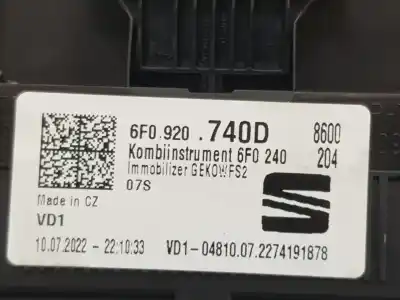 6F0.920 .740D 8600
Kombiinstrument 6F0 240 204
Immobilizer GEKOWFS2
07S
Made in CZ
VD1
10.07.2022 - 22:10:33 VD1-04810.07.2274191878